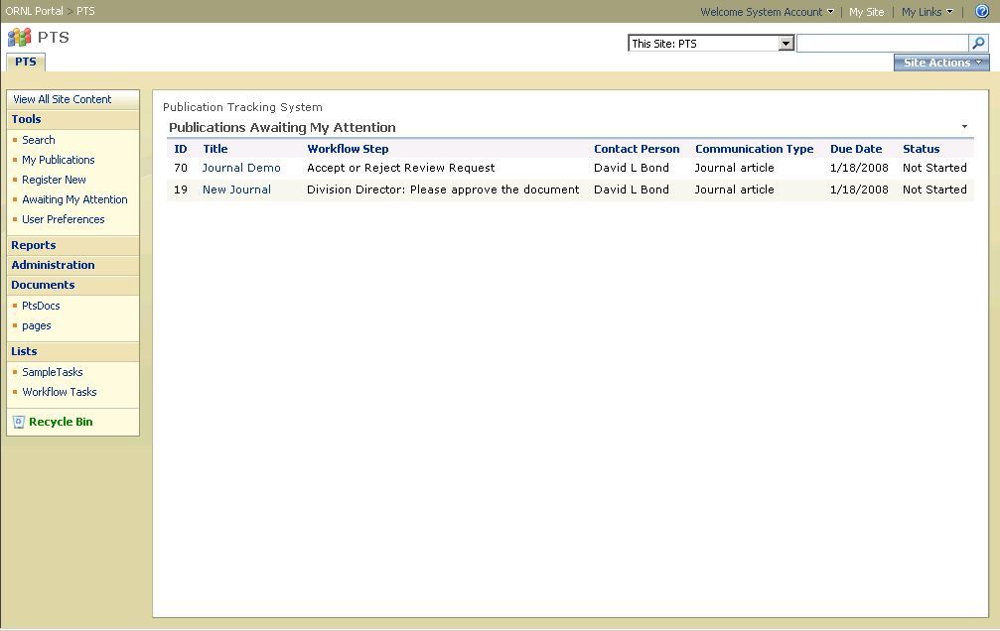 ORNL Portal > PTS
Welcome System Account | My Site | My Links |
PTS
This Site: PTS
PTS
Site Actions
View All Site Content
Tools
Search
My Publications
Register New
Awaiting My Attention
User Preferences
Reports
Administration
Documents
PtsDocs
pages
Lists
SampleTasks
Workflow Tasks
Recycle Bin
Publication Tracking System
Publications Awaiting My Attention
ID Title Workflow Step Contact Person Communication Type Due Date Status
70 Journal Demo Accept or Reject Review Request David L Bond Journal article 1/18/2008 Not Started
19 New Journal Division Director: Please approve the document David L Bond Journal article 1/18/2008 Not Started